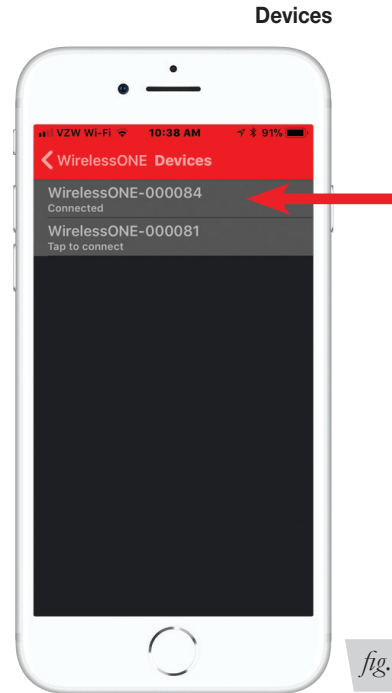 Devices
VZW Wi-Fi 10:38 AM 91%
WirelessONE Devices
WirelessONE-000084
Connected
WirelessONE-000081
Tap to connect
fig.